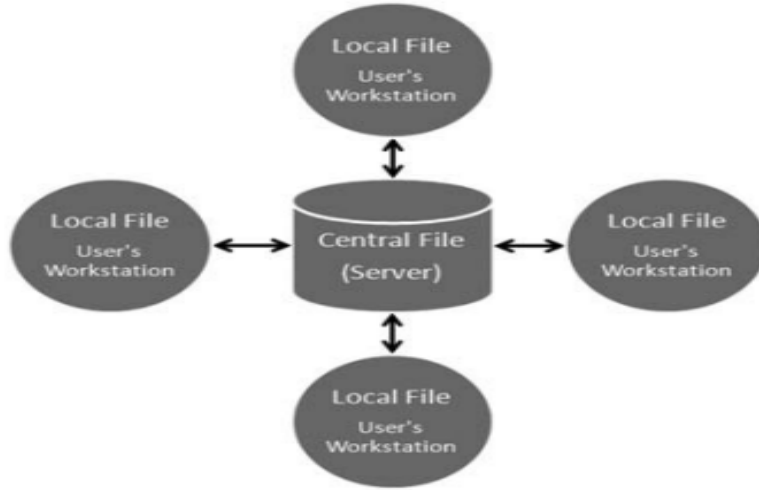 Local File
User's
Workstation
Local File
User's
Workstation
Central File
(Server)
Local File
User's
Workstation
Local File
User's
Workstation